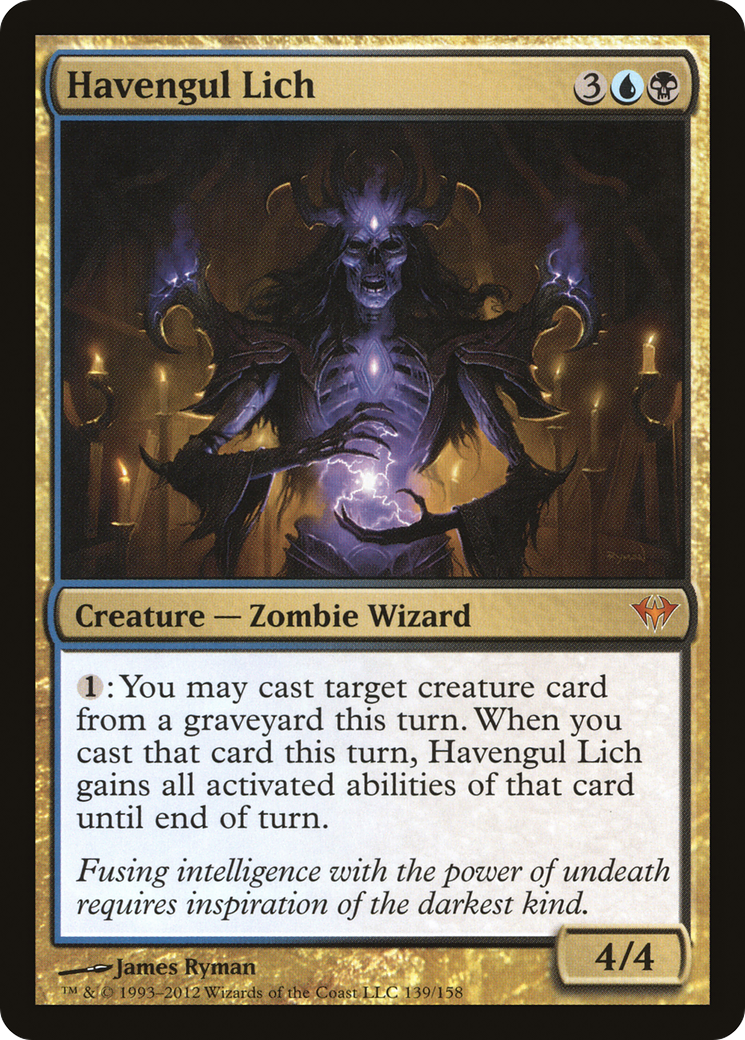 Havengul Lich 3
Ryman
Creature — Zombie Wizard
1: You may cast target creature card
from a graveyard this turn. When you
cast that card this turn, Havengul Lich
gains all activated abilities of that card
until end of turn.
Fusing intelligence with the power of undeath
requires inspiration of the darkest kind.
4/4
James Ryman
™ & © 1993–2012 Wizards of the Coast LLC 139/158